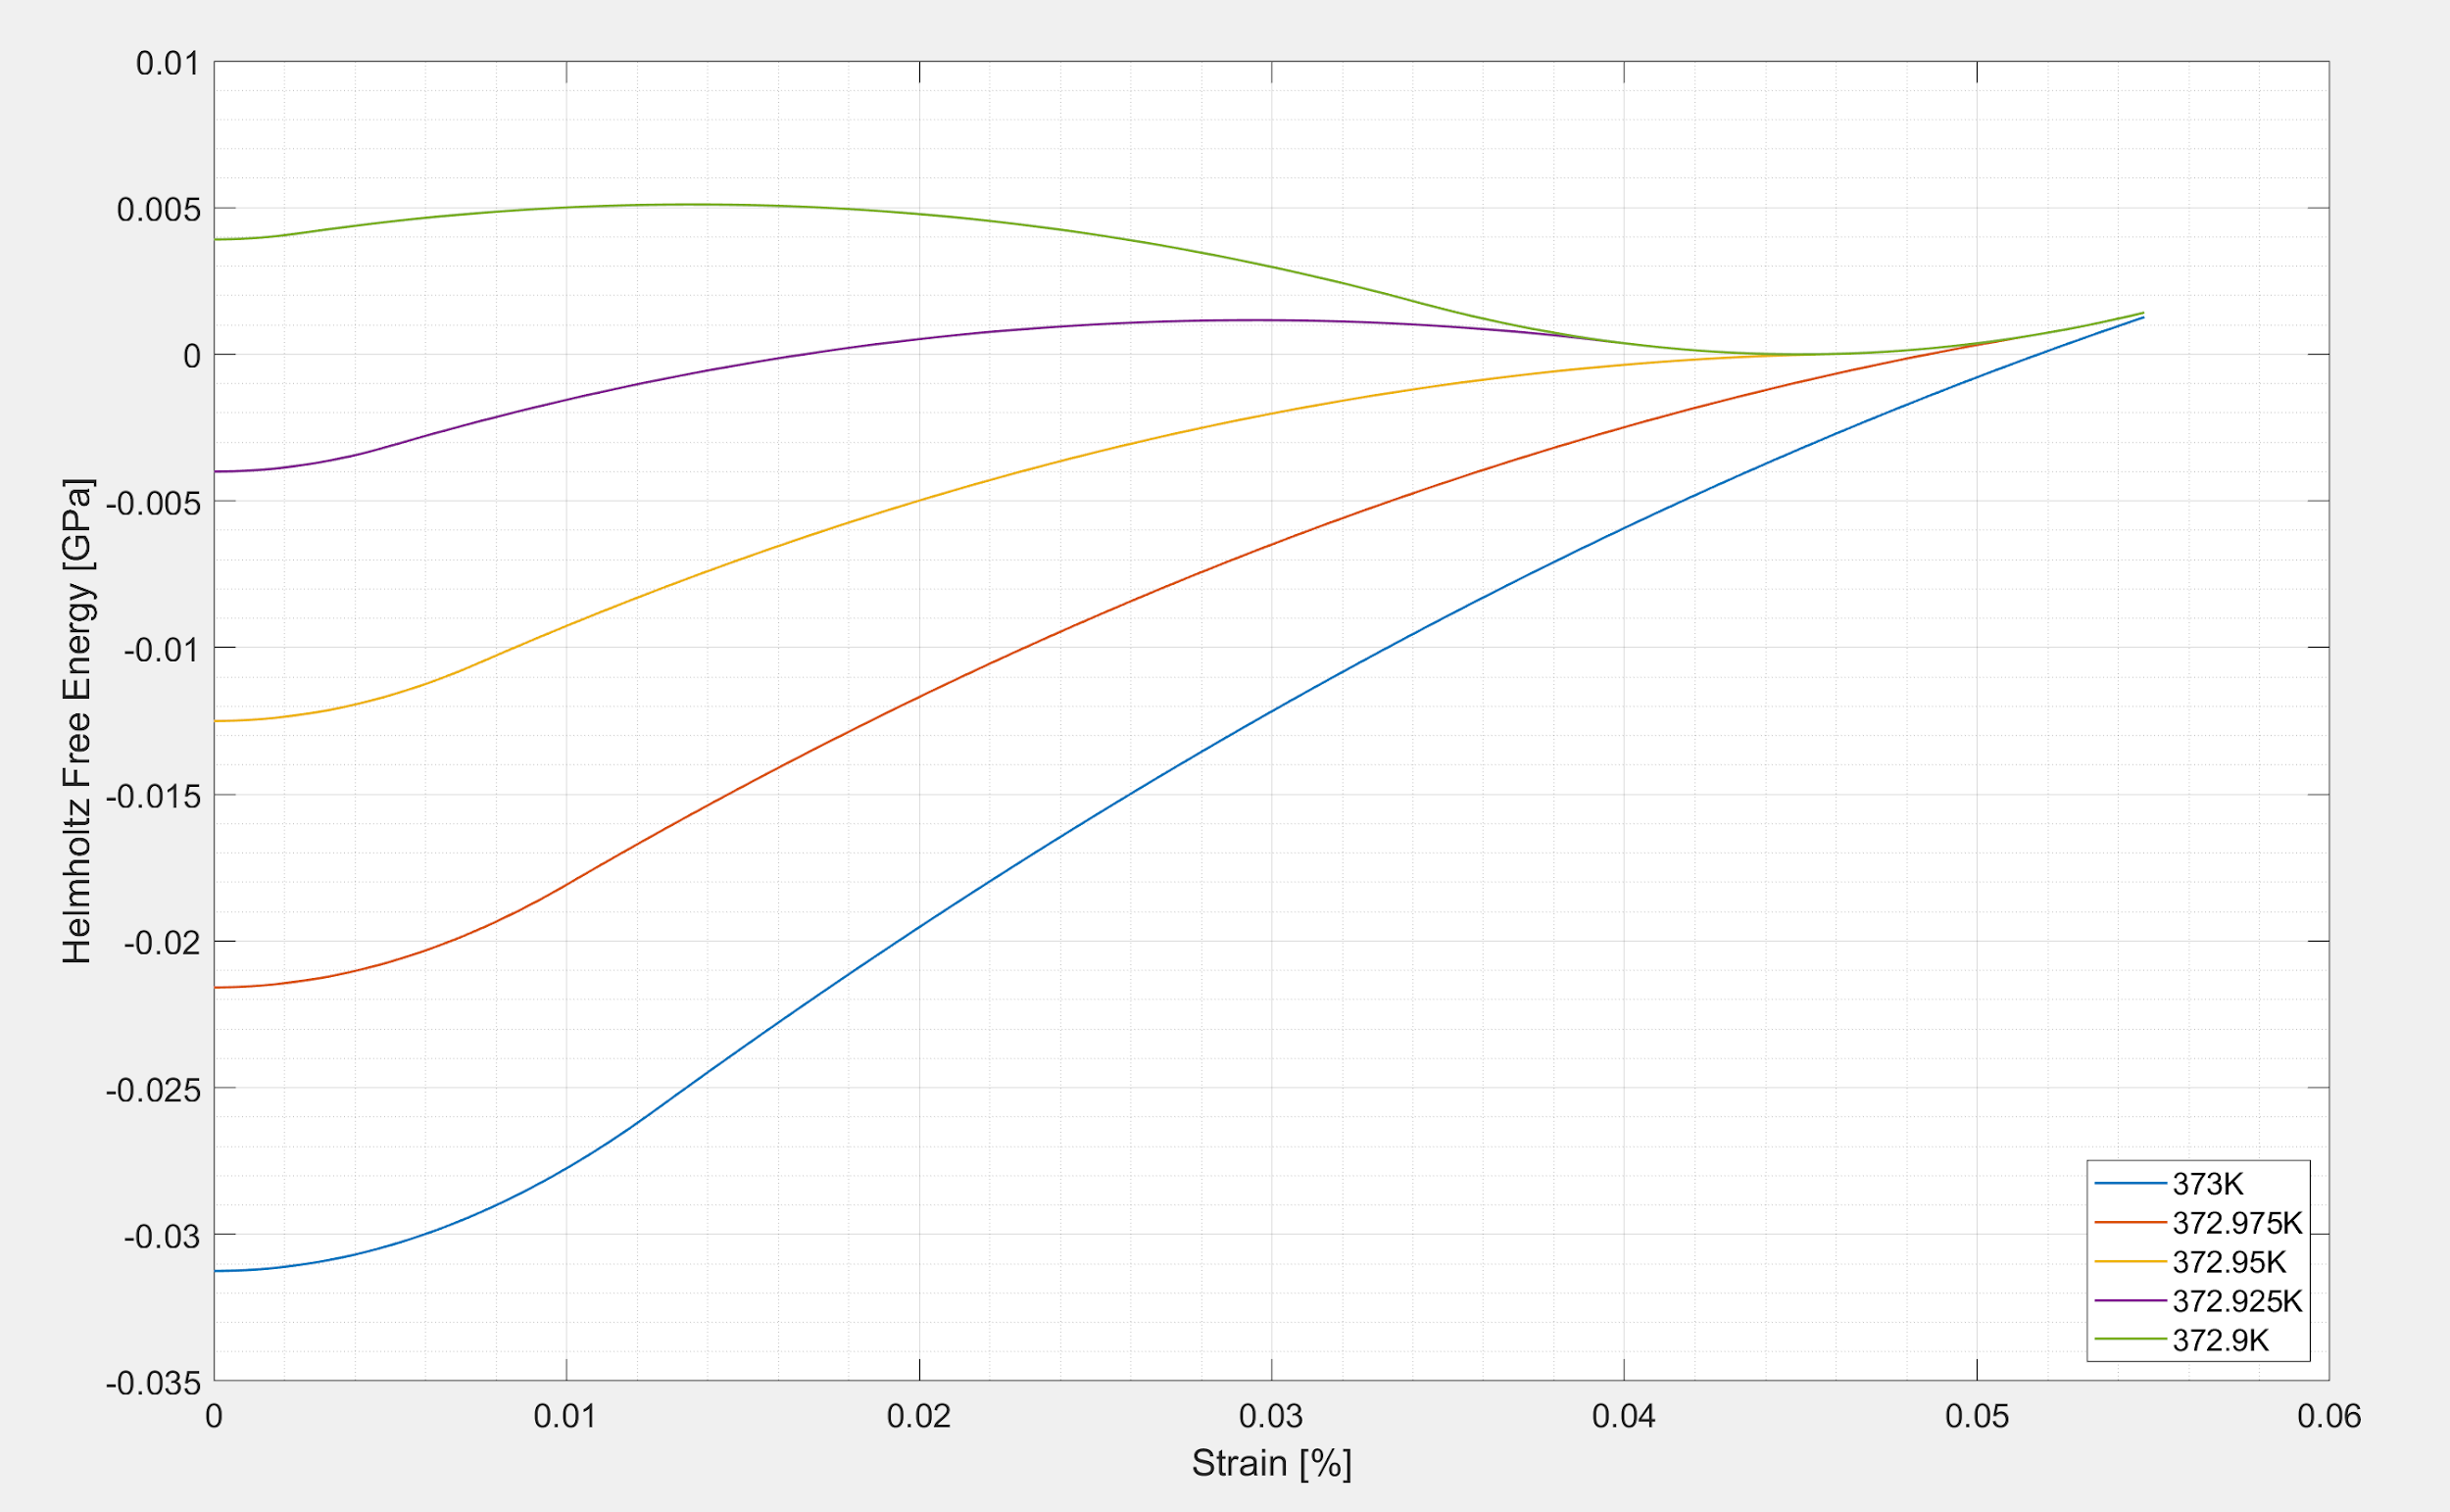 0.01
0.005
0
-0.005
-0.01
-0.015
-0.02
-0.025
-0.03
-0.035
Helmholtz Free Energy [GPa]
0 0.01 0.02 0.03 0.04 0.05 0.06
Strain [%]
373K
372.975K
372.95K
372.925K
372.9K